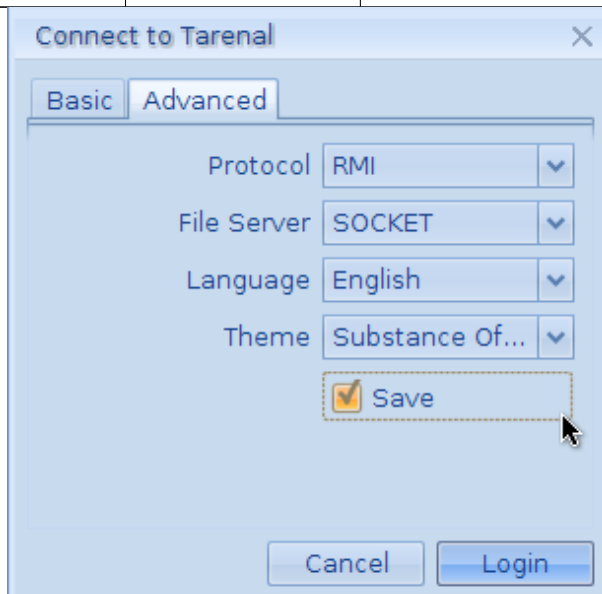 Connect to Tarenal
Basic Advanced
Protocol RMI
File Server SOCKET
Language English
Theme Substance Of...
Save
Cancel Login